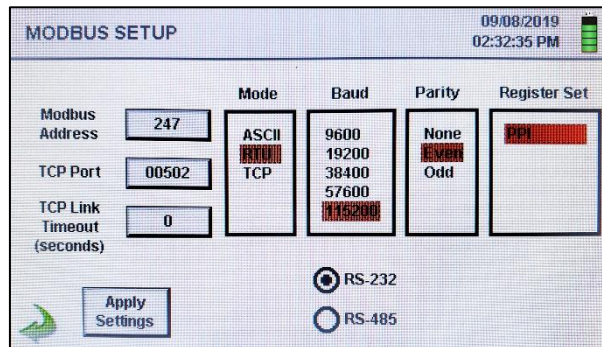 MODBUS SETUP
09/08/2019
02:32:35 PM
Mode
Baud
Parity
Register Set
Modbus
Address
247
TCP Port
00502
TCP Link
Timeout
(seconds)
0
ASCII
RTU
TCP
9600
19200
38400
57600
115200
None
Even
Odd
PPI
RS-232
RS-485
Apply
Settings